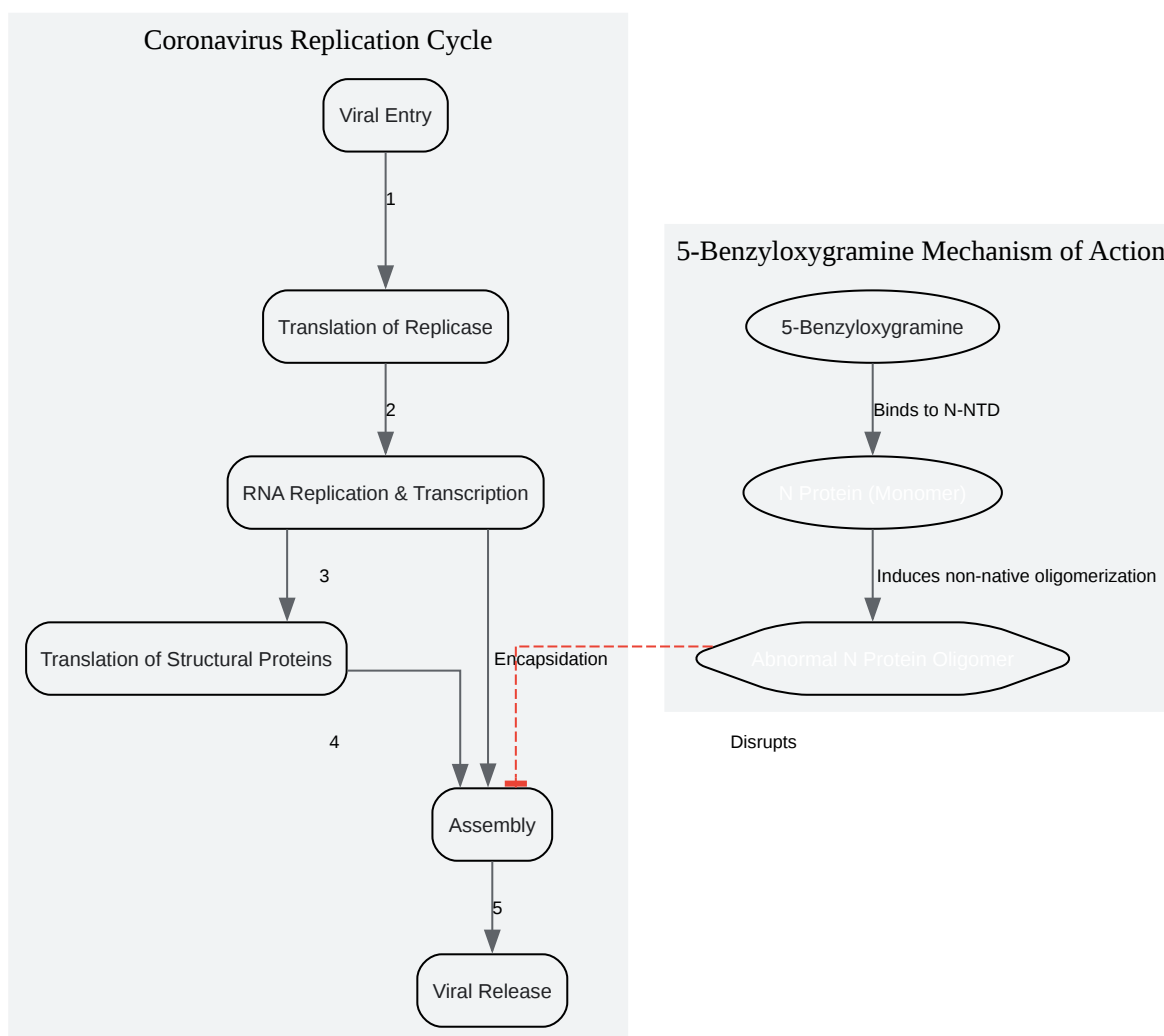 Coronavirus Replication Cycle
Viral Entry
1
Translation of Replicase
2
RNA Replication & Transcription
3
Translation of Structural Proteins
Encapsidation
4
Assembly
5
Viral Release
5-Benzyloxygramine Mechanism of Action
5-Benzyloxygramine
Binds to N-NTD
N Protein (Monomer)
Induces non-native oligomerization
Abnormal N Protein Oligomer
Disrupts